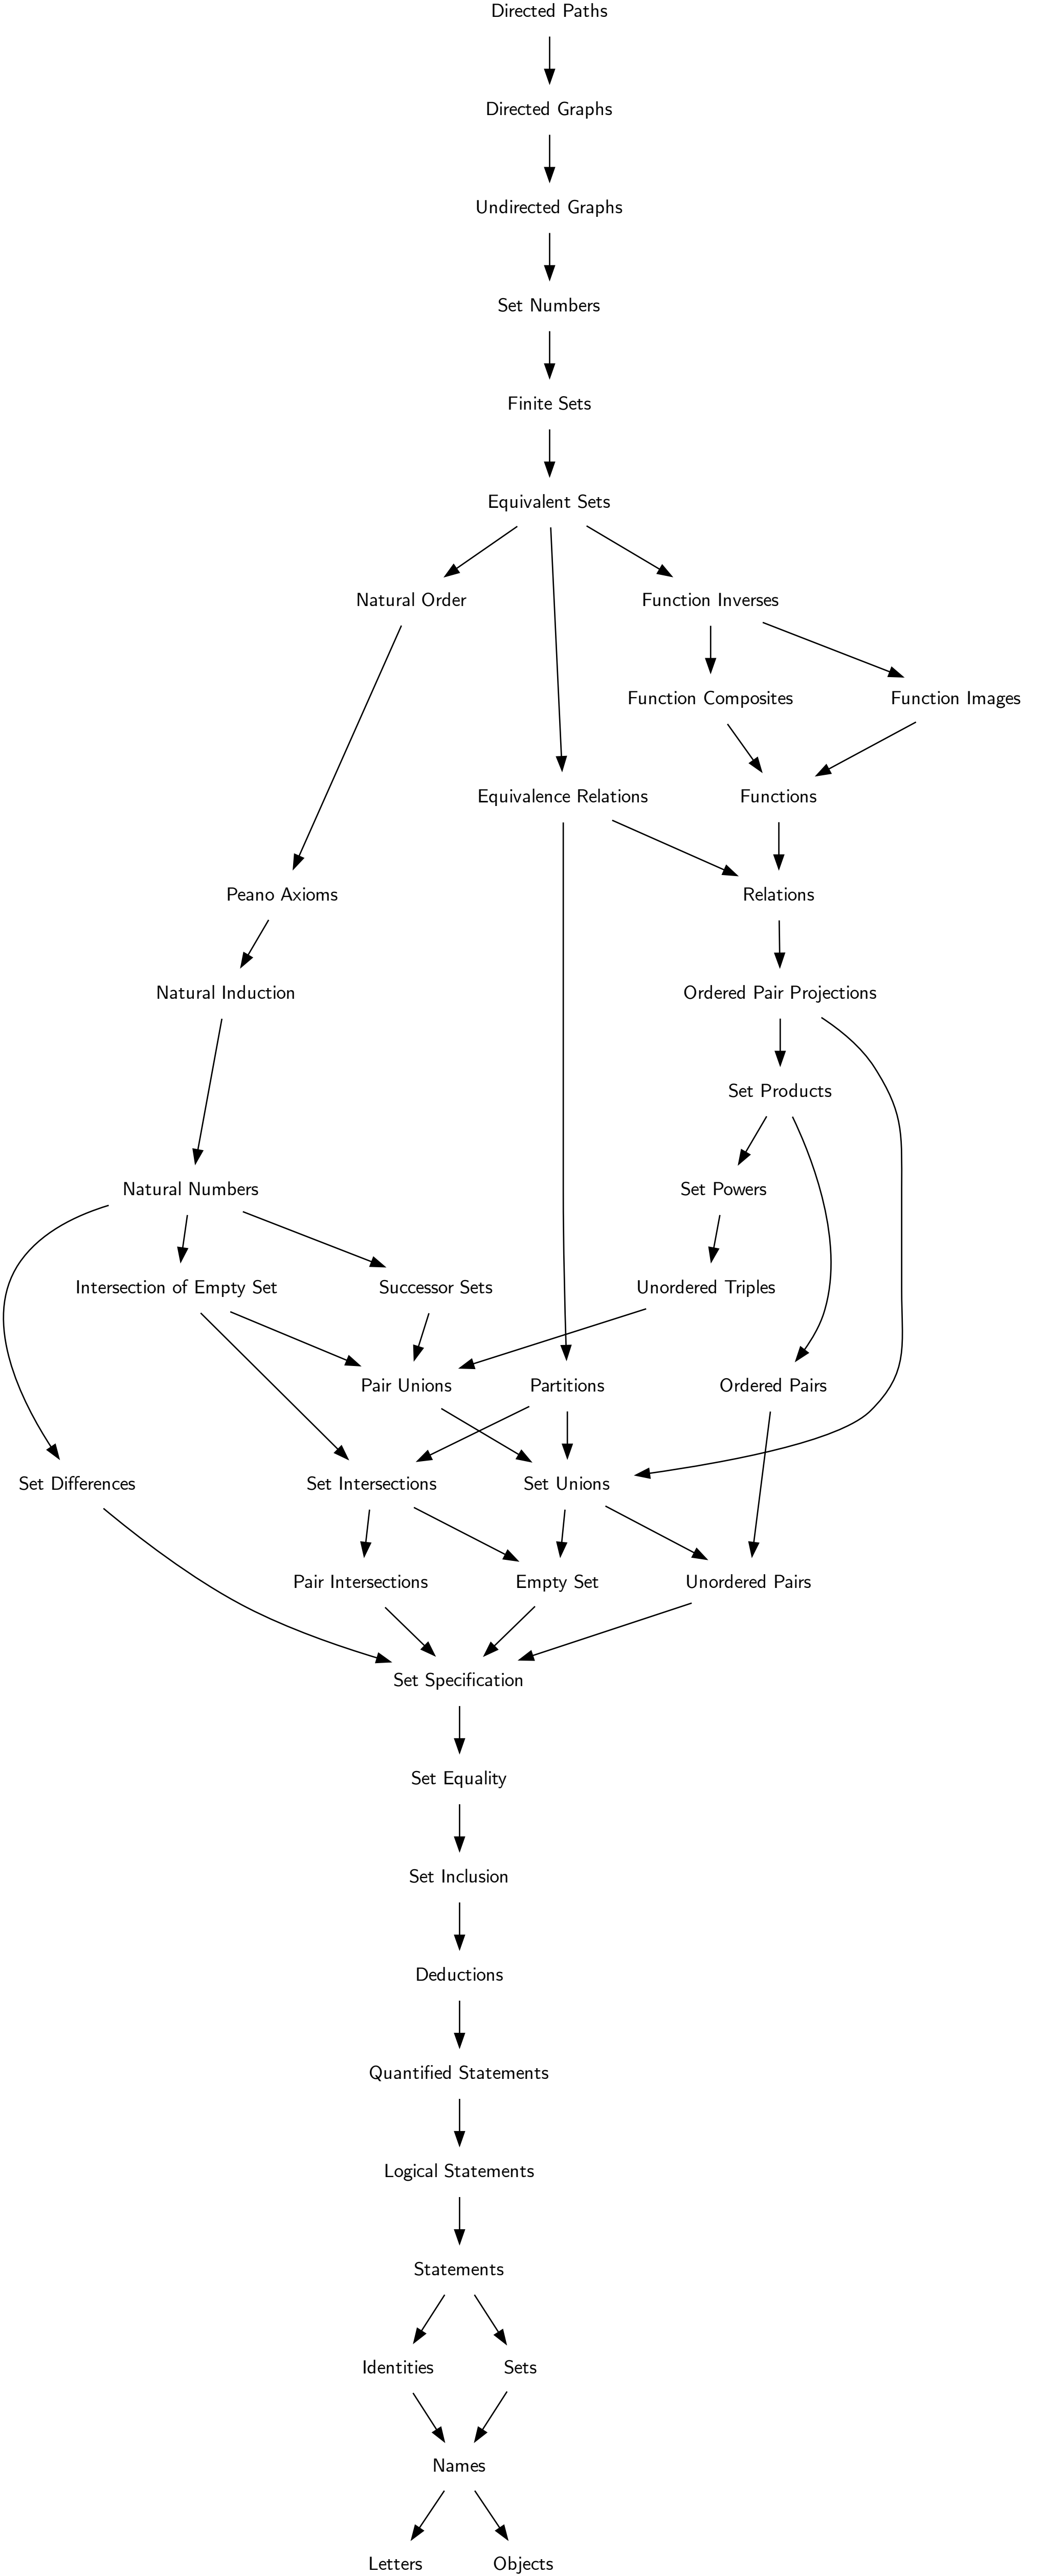 Directed Paths
Directed Graphs
Undirected Graphs
Set Numbers
Finite Sets
Equivalent Sets
Natural Order
Function Inverses
Function Composites
Function Images
Equivalence Relations
Functions
Peano Axioms
Relations
Natural Induction
Ordered Pair Projections
Set Products
Natural Numbers
Set Powers
Intersection of Empty Set
Successor Sets
Unordered Triples
Pair Unions
Partitions
Ordered Pairs
Set Differences
Set Intersections
Set Unions
Pair Intersections
Empty Set
Unordered Pairs
Set Specification
Set Equality
Set Inclusion
Deductions
Quantified Statements
Logical Statements
Statements
Identities
Sets
Names
Letters
Objects